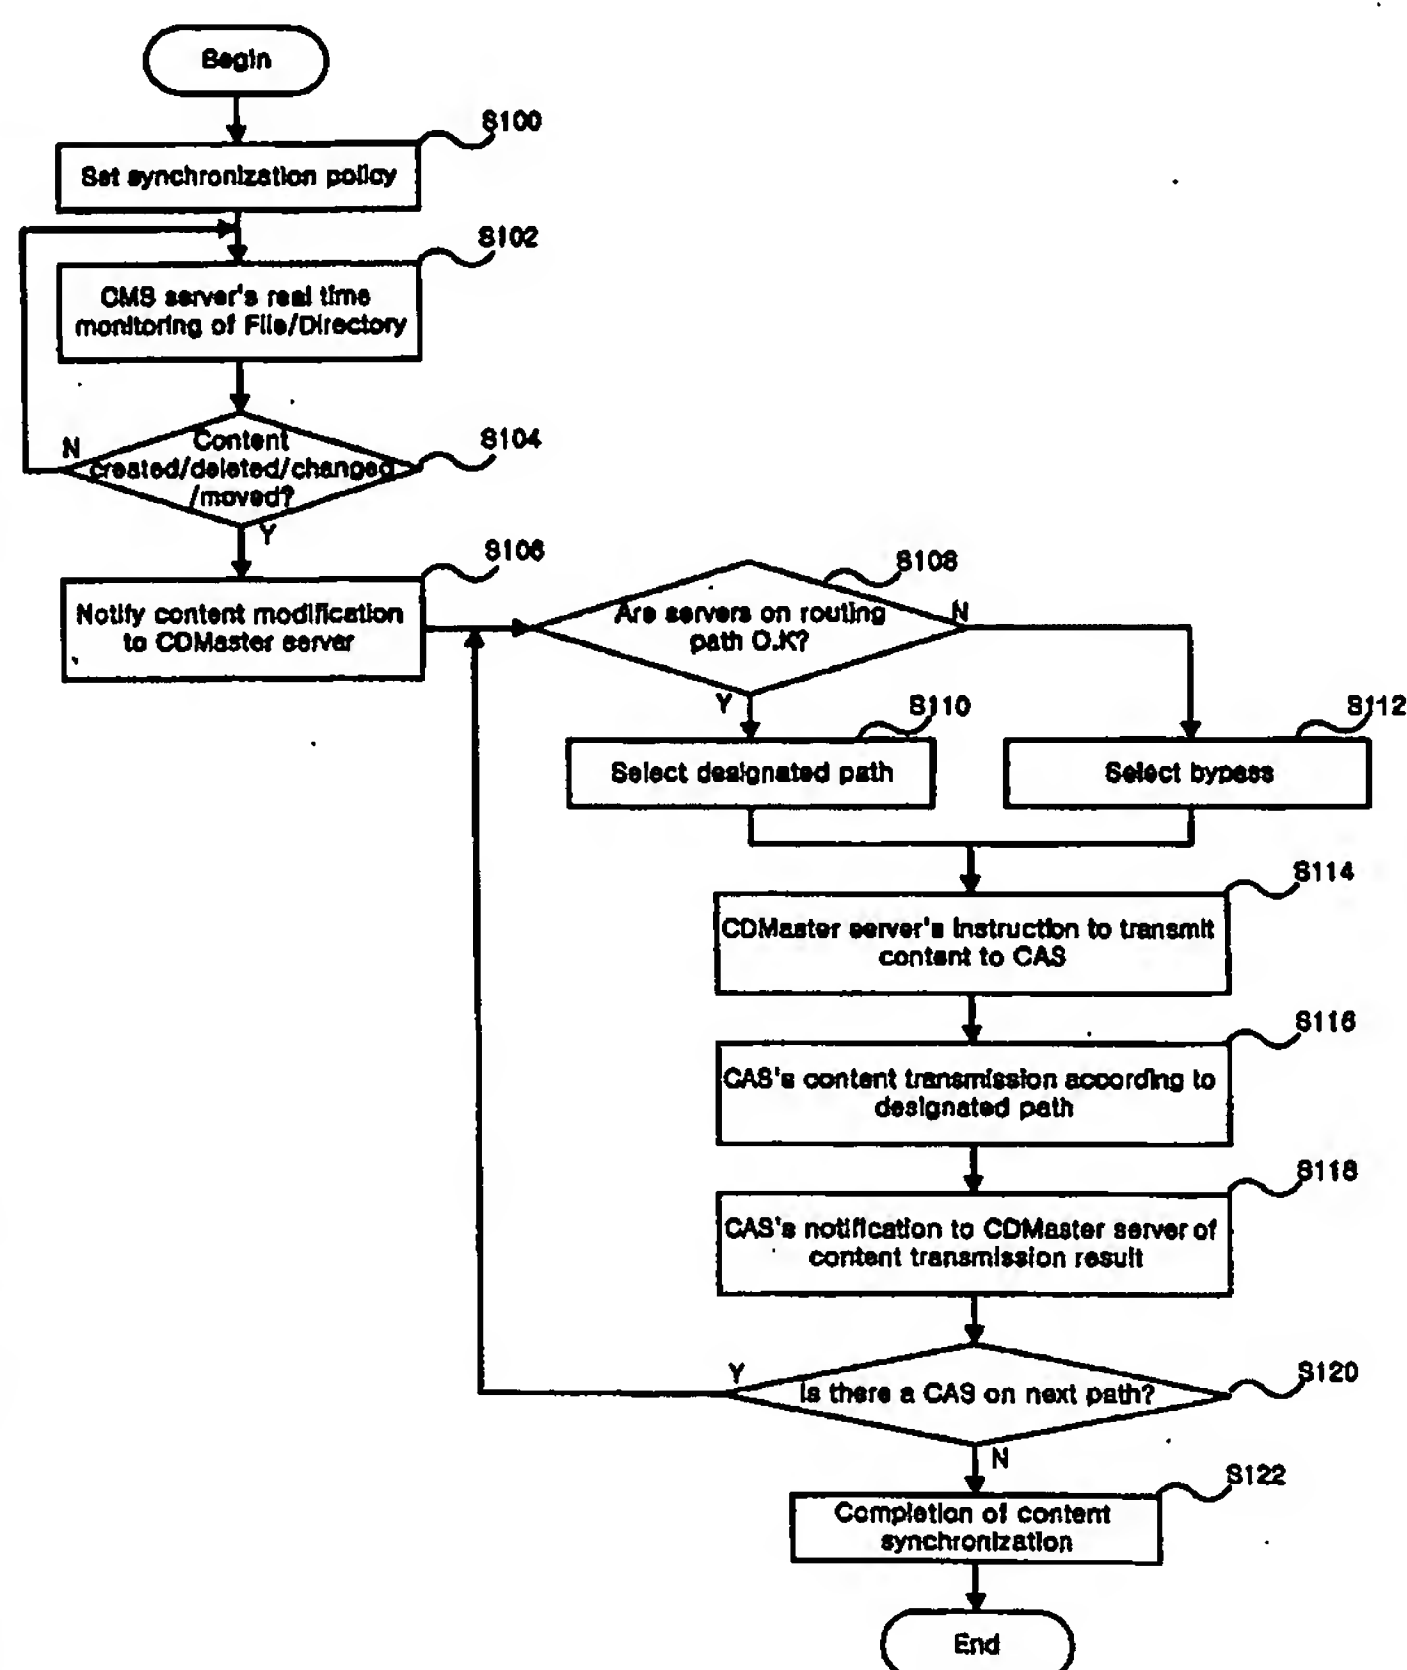 Begin
S100
Set synchronization policy
S102
CMS server's real time
monitoring of File/Directory
S104
Content
created/deleted/changed
/moved?
N
Y
S106
Notify content modification
to CDMaster server
S108
Are servers on routing
path O.K?
N
Y
S110
Select designated path
S112
Select bypass
S114
CDMaster server's instruction to transmit
content to CAS
S116
CAS's content transmission according to
designated path
S118
CAS's notification to CDMaster server of
content transmission result
S120
Is there a CAS on next path?
Y
N
S122
Completion of content
synchronization
End